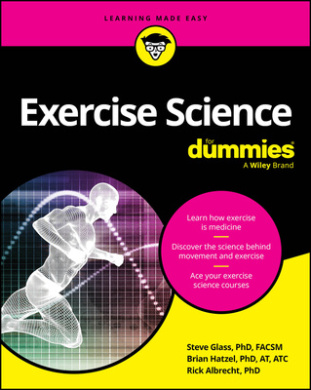 LEARNING MADE EASY
Exercise Science
for
dummies
A Wiley Brand
Learn how exercise
is medicine
Discover the science behind
movement and exercise
Ace your exercise
science courses
Steve Glass, PhD, FACSM
Brian Hatzel, PhD, AT, ATC
Rick Albrecht, PhD